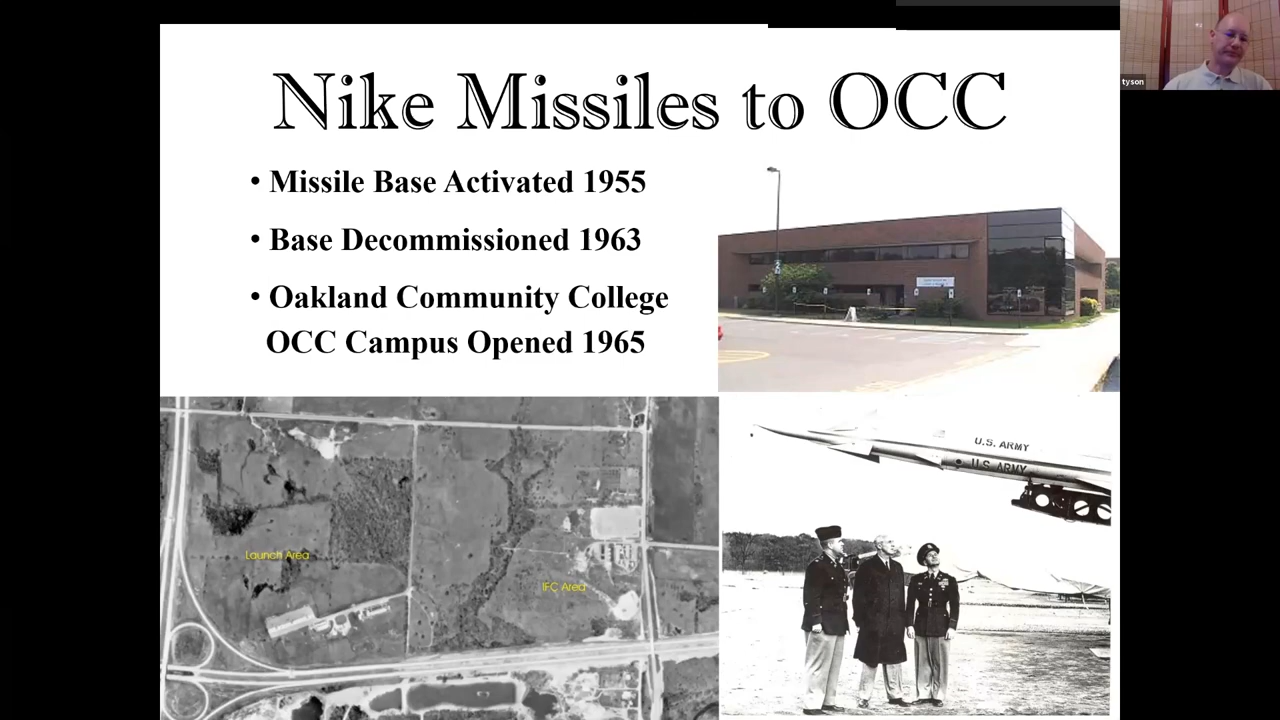 Nike Missiles to OCC
tyson
• Missile Base Activated 1955
• Base Decommissioned 1963
• Oakland Community College
OCC Campus Opened 1965
Launch Area
IFC Area
U.S. ARMY
U.S. ARMY